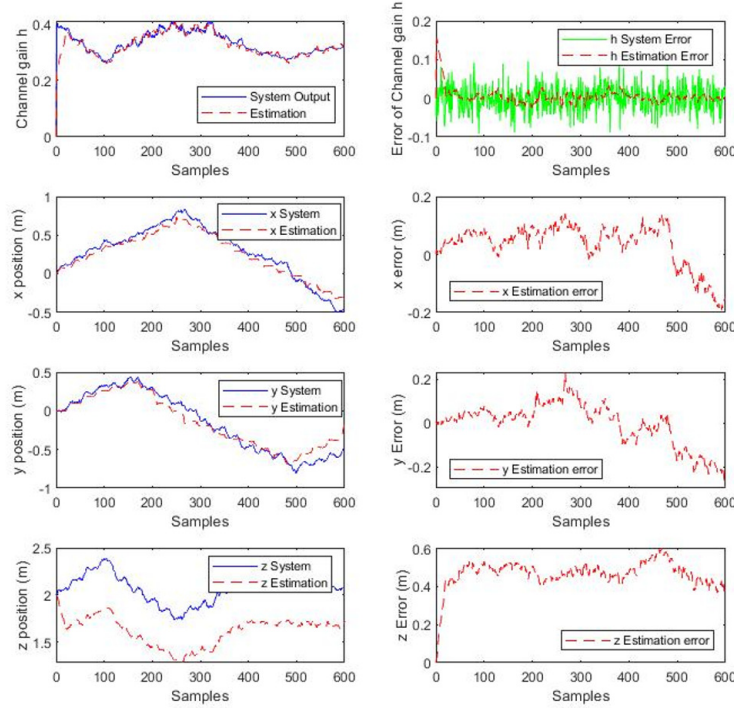 Channel gain h
0.4
0.2
0
System Output
Estimation
0 100 200 300 400 500 600
Samples
Error of Channel gain h
0.2
0.1
0
-0.1
h System Error
h Estimation Error
0 100 200 300 400 500 600
Samples
x position (m)
1
0.5
0
-0.5
x System
x Estimation
0 100 200 300 400 500 600
Samples
x error (m)
0.2
0
-0.2
x Estimation error
0 100 200 300 400 500 600
Samples
y position (m)
0.5
0
-0.5
-1
y System
y Estimation
0 100 200 300 400 500 600
Samples
y Error (m)
0.2
0
-0.2
y Estimation error
0 100 200 300 400 500 600
Samples
z position (m)
2.5
2
1.5
z System
z Estimation
0 100 200 300 400 500 600
Samples
z Error (m)
0.6
0.4
0.2
0
z Estimation error
0 100 200 300 400 500 600
Samples